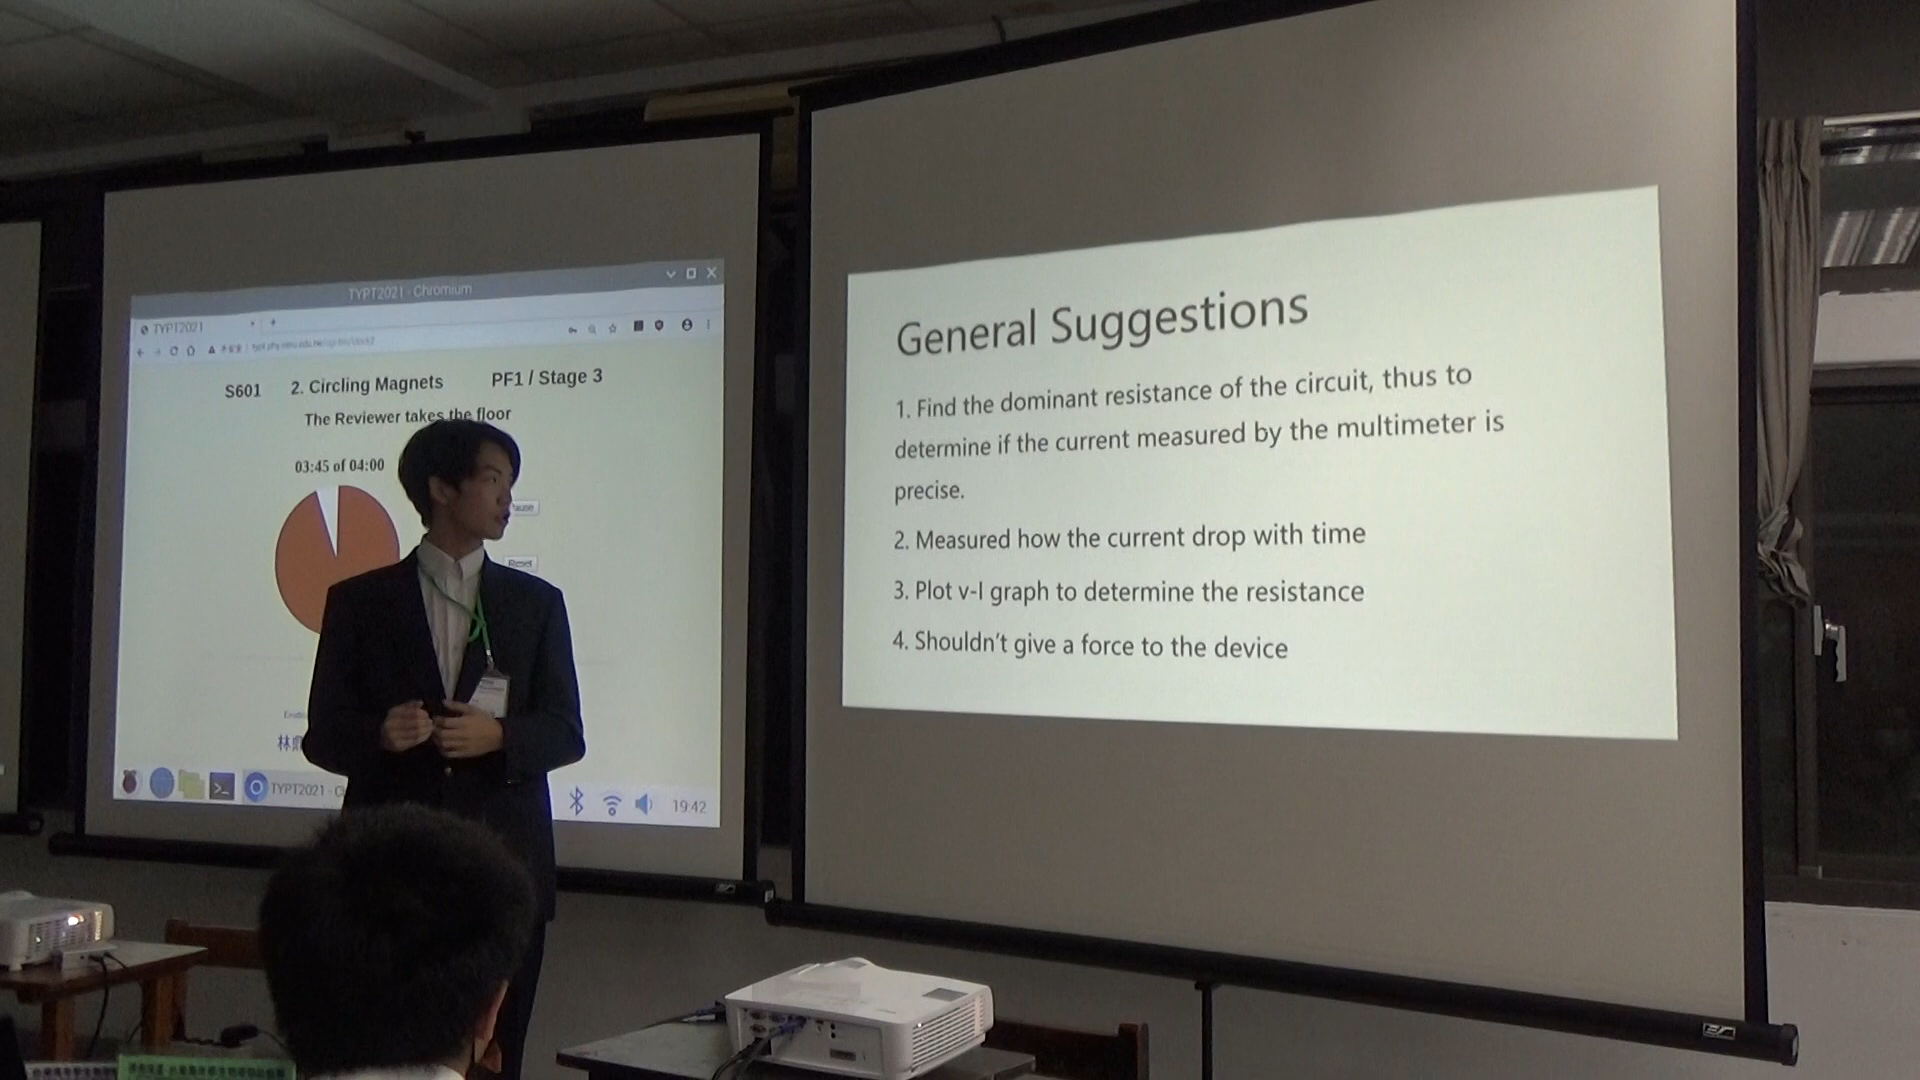 TYPT2021 - Chromium
TYPT2021
S601 2. Circling Magnets PF1 / Stage 3
The Reviewer takes the floor
03:45 of 04:00
Reset
林
TYPT2021 - C
19:42
General Suggestions
1. Find the dominant resistance of the circuit, thus to
determine if the current measured by the multimeter is
precise.
2. Measured how the current drop with time
3. Plot v-I graph to determine the resistance
4. Shouldn't give a force to the device